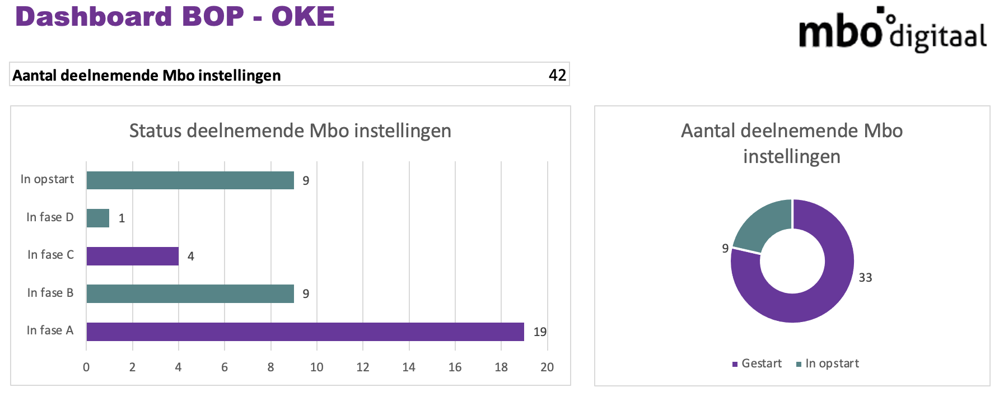 Dashboard BOP - OKE
mbo digitaal
Aantal deelnemende Mbo instellingen 42
Status deelnemende Mbo instellingen
In opstart 9
In fase D 1
In fase C 4
In fase B 9
In fase A 19
0 2 4 6 8 10 12 14 16 18 20
Aantal deelnemende Mbo
instellingen
9
33
Gestart In opstart